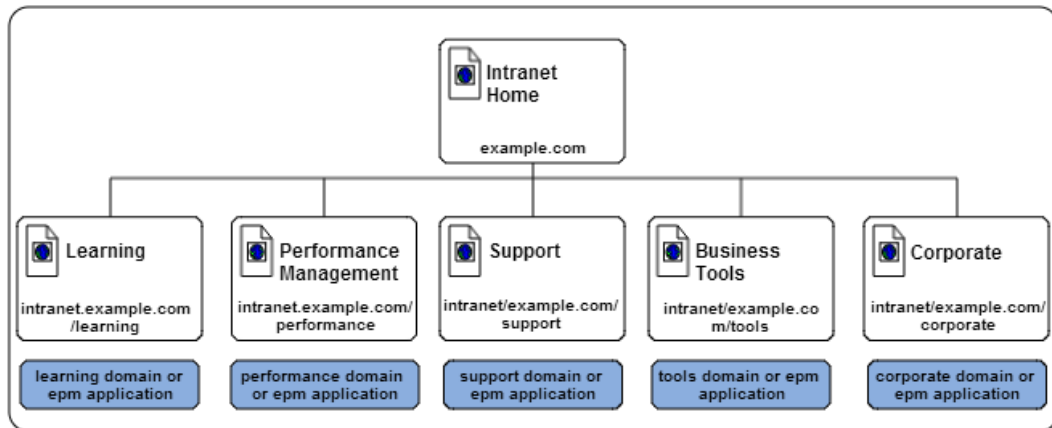 Intranet
Home
example.com
Learning
intranet.example.com
/learning
Performance
Management
intranet.example.com/
performance
Support
intranet/example.com/
support
Business
Tools
intranet/example.co
m/tools
Corporate
intranet/example.com/
corporate
learning domain or
epm application
performance domain
or epm application
support domain or
epm application
tools domain or epm
application
corporate domain or
epm application